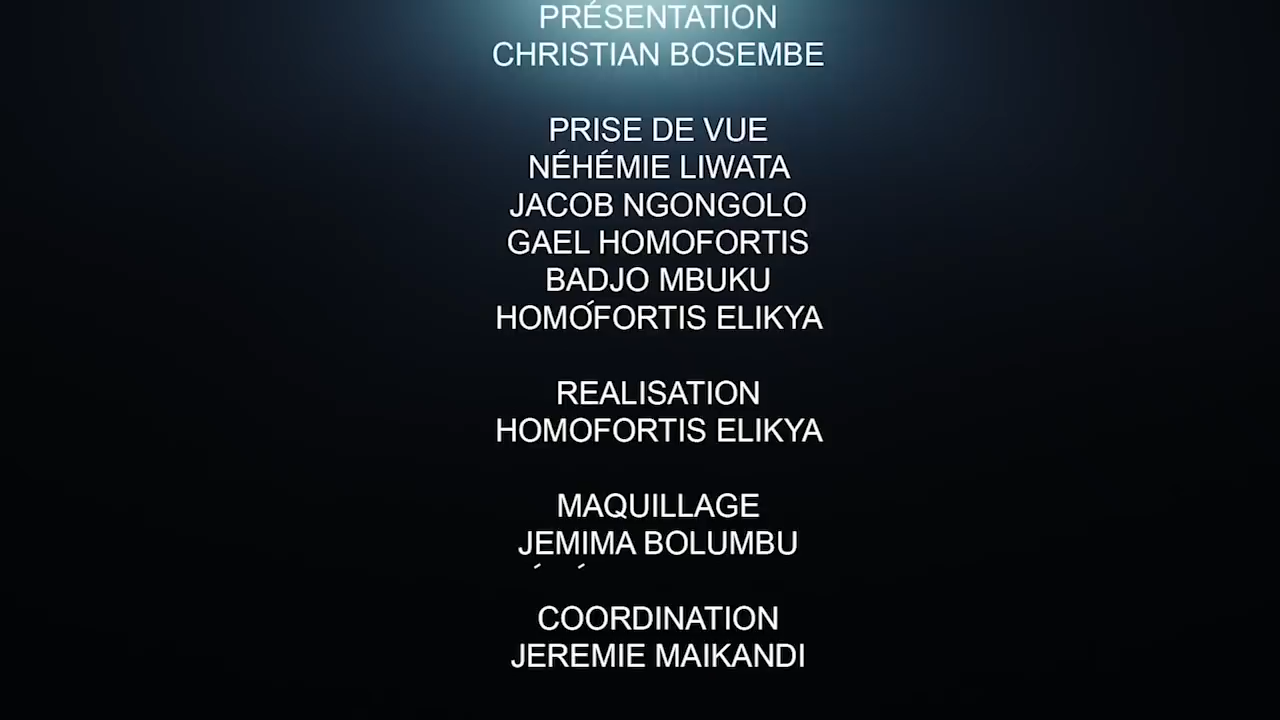 PRÉSENTATION
CHRISTIAN BOSEMBE
PRISE DE VUE
NÉHÉMIE LIWATA
JACOB NGONGOLO
GAEL HOMOFORTIS
BADJO MBUKU
HOMOFORTIS ELIKYA
REALISATION
HOMOFORTIS ELIKYA
MAQUILLAGE
JEMIMA BOLUMBU
COORDINATION
JEREMIE MAIKANDI